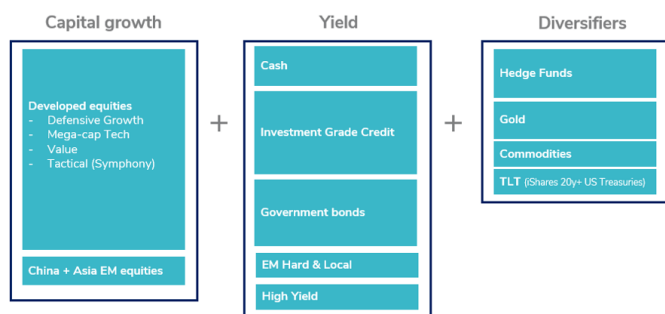 Capital growth
Developed equities
- Defensive Growth
- Mega-cap Tech
- Value
- Tactical (Symphony)
China + Asia EM equities
+
Yield
Cash
Investment Grade Credit
Government bonds
EM Hard & Local
High Yield
+
Diversifiers
Hedge Funds
Gold
Commodities
TLT (iShares 20y+ US Treasuries)